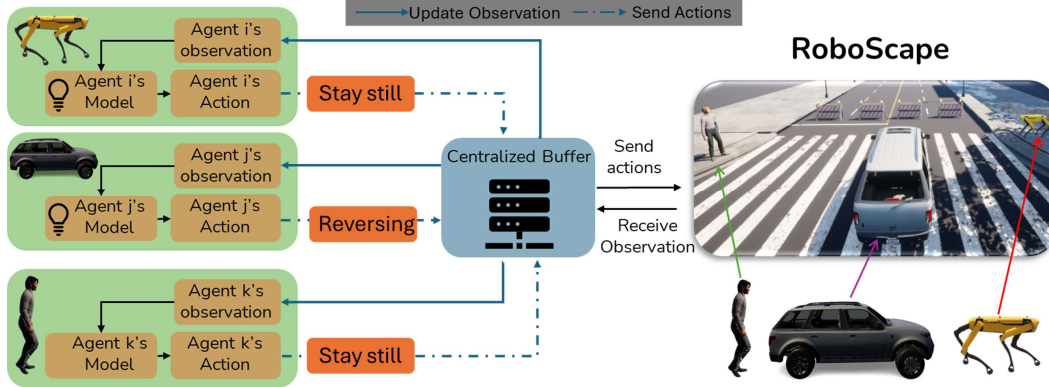 Update Observation
Send Actions
RoboScape
Agent i's
observation
Agent i's
Model
Agent i's
Action
Stay still
Agent j's
observation
Agent j's
Model
Agent j's
Action
Reversing
Agent k's
observation
Agent k's
Model
Agent k's
Action
Stay still
Centralized Buffer
Send
actions
Receive
Observation